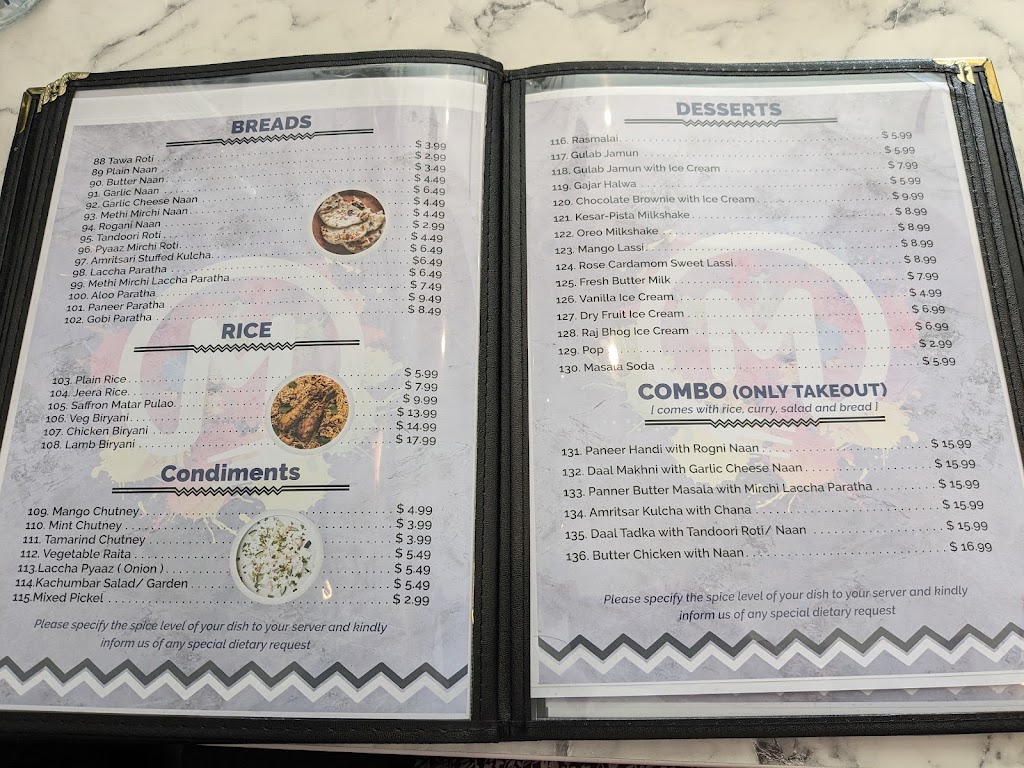 BREADS
88 Tawa Roti $ 3.99
89 Plain Naan $ 2.99
90. Butter Naan $ 3.49
91. Garlic Naan $ 4.49
92. Garlic Cheese Naan $ 6.49
93. Methi Mirchi Naan $ 4.49
94. Rogani Naan $ 4.49
95. Tandoori Roti $ 2.99
96. Pyaaz Mirchi Roti $ 4.49
97. Amritsari Stuffed Kulcha $ 6.49
98. Laccha Paratha $6.49
99. Methi Mirchi Laccha Paratha $ 6.49
100. Aloo Paratha $ 7.49
101. Paneer Paratha $ 9.49
102. Gobi Paratha $ 8.49
RICE
103. Plain Rice $ 5.99
104. Jeera Rice $ 7.99
105. Saffron Matar Pulao $ 9.99
106. Veg Biryani $ 13.99
107. Chicken Biryani $ 14.99
108. Lamb Biryani $ 17.99
Condiments
109. Mango Chutney $ 4.99
110. Mint Chutney $ 3.99
111. Tamarind Chutney $ 3.99
112. Vegetable Raita $ 5.49
113.Laccha Pyaaz ( Onion ) $ 5.49
114.Kachumbar Salad/ Garden $ 5.49
115.Mixed Pickel $ 2.99
Please specify the spice level of your dish to your server and kindly
inform us of any special dietary request
DESSERTS
116. Rasmalai $ 5.99
117. Gulab Jamun $ 5.99
118. Gulab Jamun with Ice Cream $ 7.99
119. Gajar Halwa $ 5.99
120. Chocolate Brownie with Ice Cream $ 9.99
121. Kesar-Pista Milkshake $ 8.99
122. Oreo Milkshake $ 8.99
123. Mango Lassi $ 8.99
124. Rose Cardamom Sweet Lassi $ 8.99
125. Fresh Butter Milk $ 7.99
126. Vanilla Ice Cream $ 4.99
127. Dry Fruit Ice Cream $ 6.99
128. Raj Bhog Ice Cream $ 6.99
129. Pop $ 2.99
130. Masala Soda $ 5.99
COMBO (ONLY TAKEOUT)
[ comes with rice, curry, salad and bread ]
131. Paneer Handi with Rogni Naan $ 15.99
132. Daal Makhni with Garlic Cheese Naan $ 15.99
133. Panner Butter Masala with Mirchi Laccha Paratha $ 15.99
134. Amritsar Kulcha with Chana $ 15.99
135. Daal Tadka with Tandoori Roti/ Naan $ 15.99
136. Butter Chicken with Naan $ 16.99
Please specify the spice level of your dish to your server and kindly
inform us of any special dietary request